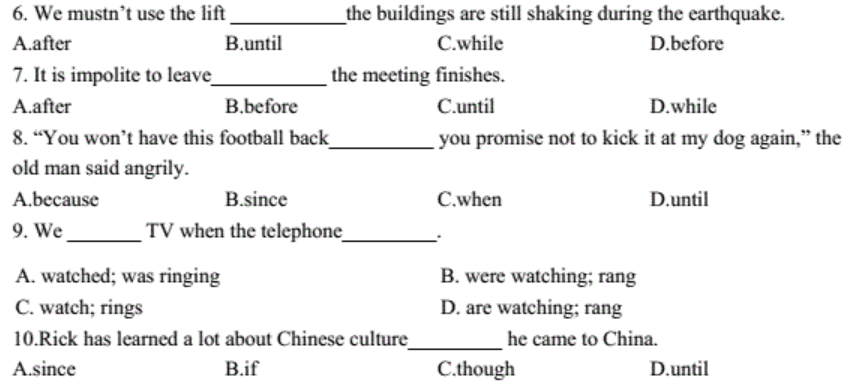 6. We mustn’t use the lift ____________the buildings are still shaking during the earthquake.
A.after B.until C.while D.before
7. It is impolite to leave____________ the meeting finishes.
A.after B.before C.until D.while
8. “You won’t have this football back___________ you promise not to kick it at my dog again,” the
old man said angrily.
A.because B.since C.when D.until
9. We ________ TV when the telephone__________.
A. watched; was ringing B. were watching; rang
C. watch; rings D. are watching; rang
10.Rick has learned a lot about Chinese culture__________ he came to China.
A.since B.if C.though D.until